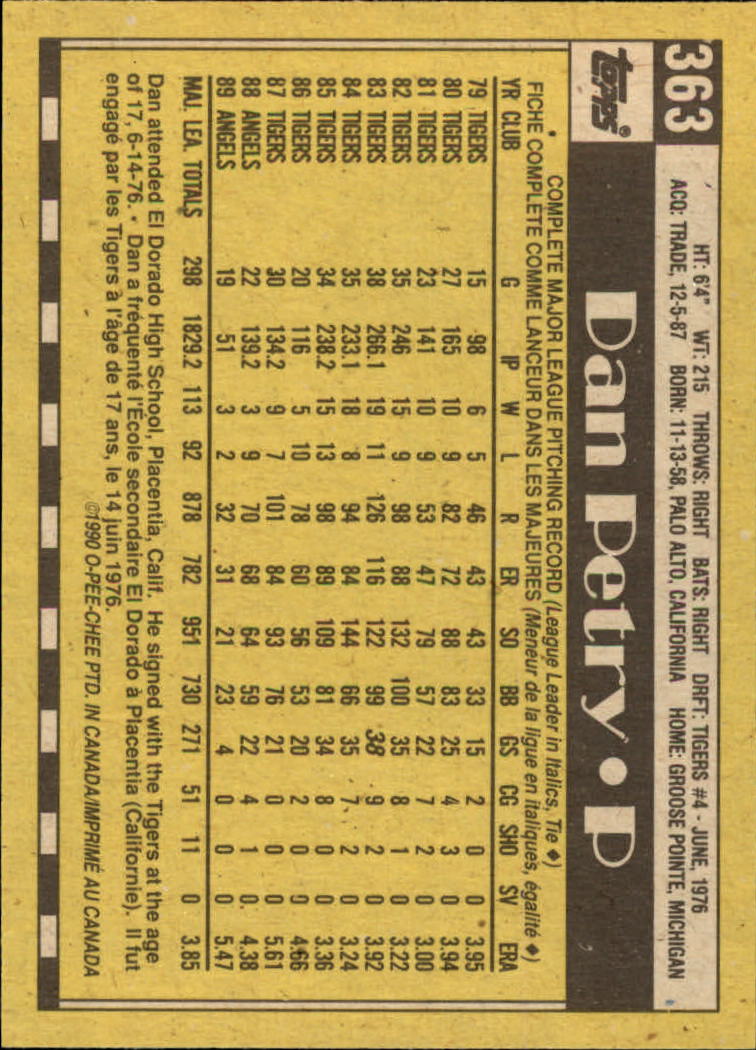 363
HT: 6'4" WT: 215 THROWS: RIGHT BATS: RIGHT DRFT: TIGERS #4 - JUNE, 1976
ACQ: TRADE, 12-5-87 BORN: 11-13-58, PALO ALTO, CALIFORNIA HOME: GROOSE POINTE, MICHIGAN
topps®
Dan Petry • P
COMPLETE MAJOR LEAGUE PITCHING RECORD (League Leader in Italics, Tie ♦)
FICHE COMPLÈTE COMME LANCEUR DANS LES MAJEURES (Meneur de la ligue en italiques, égalité ♦)
YR CLUB G IP W L R ER SO BB GS CG SHO SV ERA
79 TIGERS 15 98 6 5 46 43 43 33 15 2 0 0 3.95
80 TIGERS 27 165 10 9 82 72 88 83 25 4 3 0 3.94
81 TIGERS 23 141 10 9 53 47 79 57 22 7 2 0 3.00
82 TIGERS 35 246 15 9 98 88 132 100 35 8 1 0 3.22
83 TIGERS 38 266.1 19 11 126 116 122 99 38 9 2 0 3.92
84 TIGERS 35 233.1 18 8 94 84 144 66 35 7 2 0 3.24
85 TIGERS 34 238.2 15 13 98 89 109 81 34 8 0 0 3.36
86 TIGERS 20 116 5 10 78 60 56 53 20 2 0 0 4.66
87 TIGERS 30 134.2 9 7 101 84 93 76 21 0 0 0 5.61
88 ANGELS 22 139.2 3 9 70 68 64 59 22 4 1 0 4.38
89 ANGELS 19 51 3 2 32 31 21 23 4 0 0 0 5.47
MAJ. LEA. TOTALS 298 1829.2 113 92 878 782 951 730 271 51 11 0 3.85
Dan attended El Dorado High School, Placentia, Calif. He signed with the Tigers at the age
of 17, 6-14-76. • Dan a fréquenté l'École secondaire El Dorado à Placentia (Californie). Il fut
engagé par les Tigers à l'âge de 17 ans, le 14 juin 1976.
©1990 O-PEE-CHEE PTD. IN CANADA/IMPRIMÉ AU CANADA